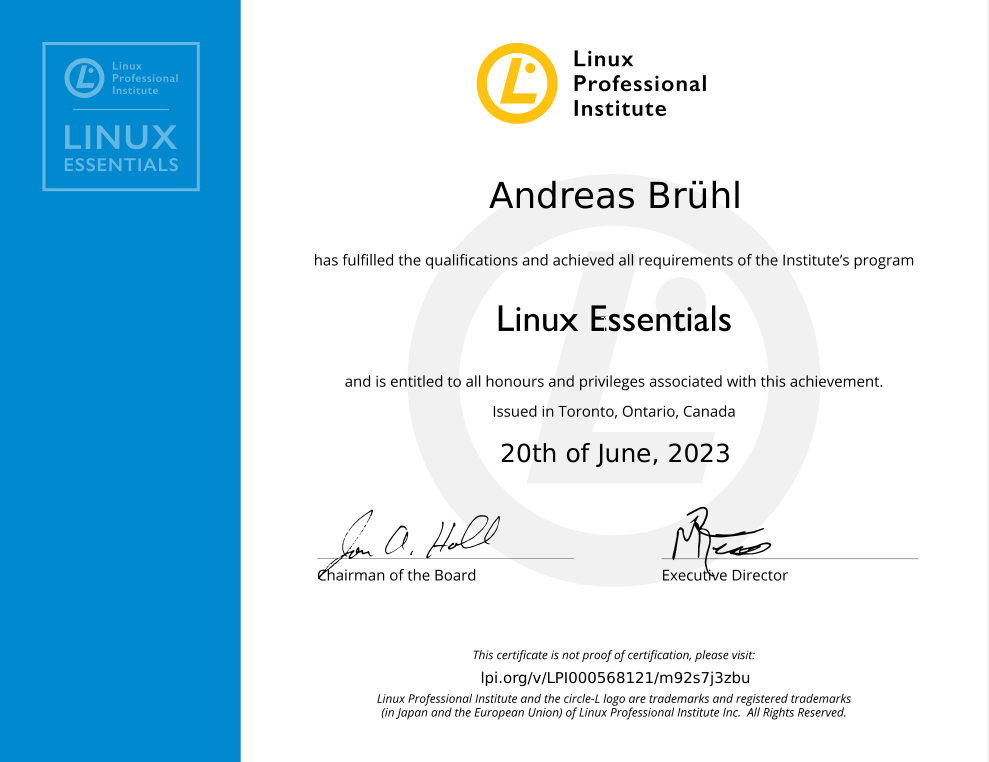 Linux
Professional
Institute
LINUX
ESSENTIALS
Linux
Professional
Institute
Andreas Brühl
has fulfilled the qualifications and achieved all requirements of the Institute’s program
Linux Essentials
and is entitled to all honours and privileges associated with this achievement.
Issued in Toronto, Ontario, Canada
20th of June, 2023
Jon A. Hall
Chairman of the Board
Executive Director
This certificate is not proof of certification, please visit:
lpi.org/v/LPI000568121/m92s7j3zbu
Linux Professional Institute and the circle-L logo are trademarks and registered trademarks
(in Japan and the European Union) of Linux Professional Institute Inc. All Rights Reserved.